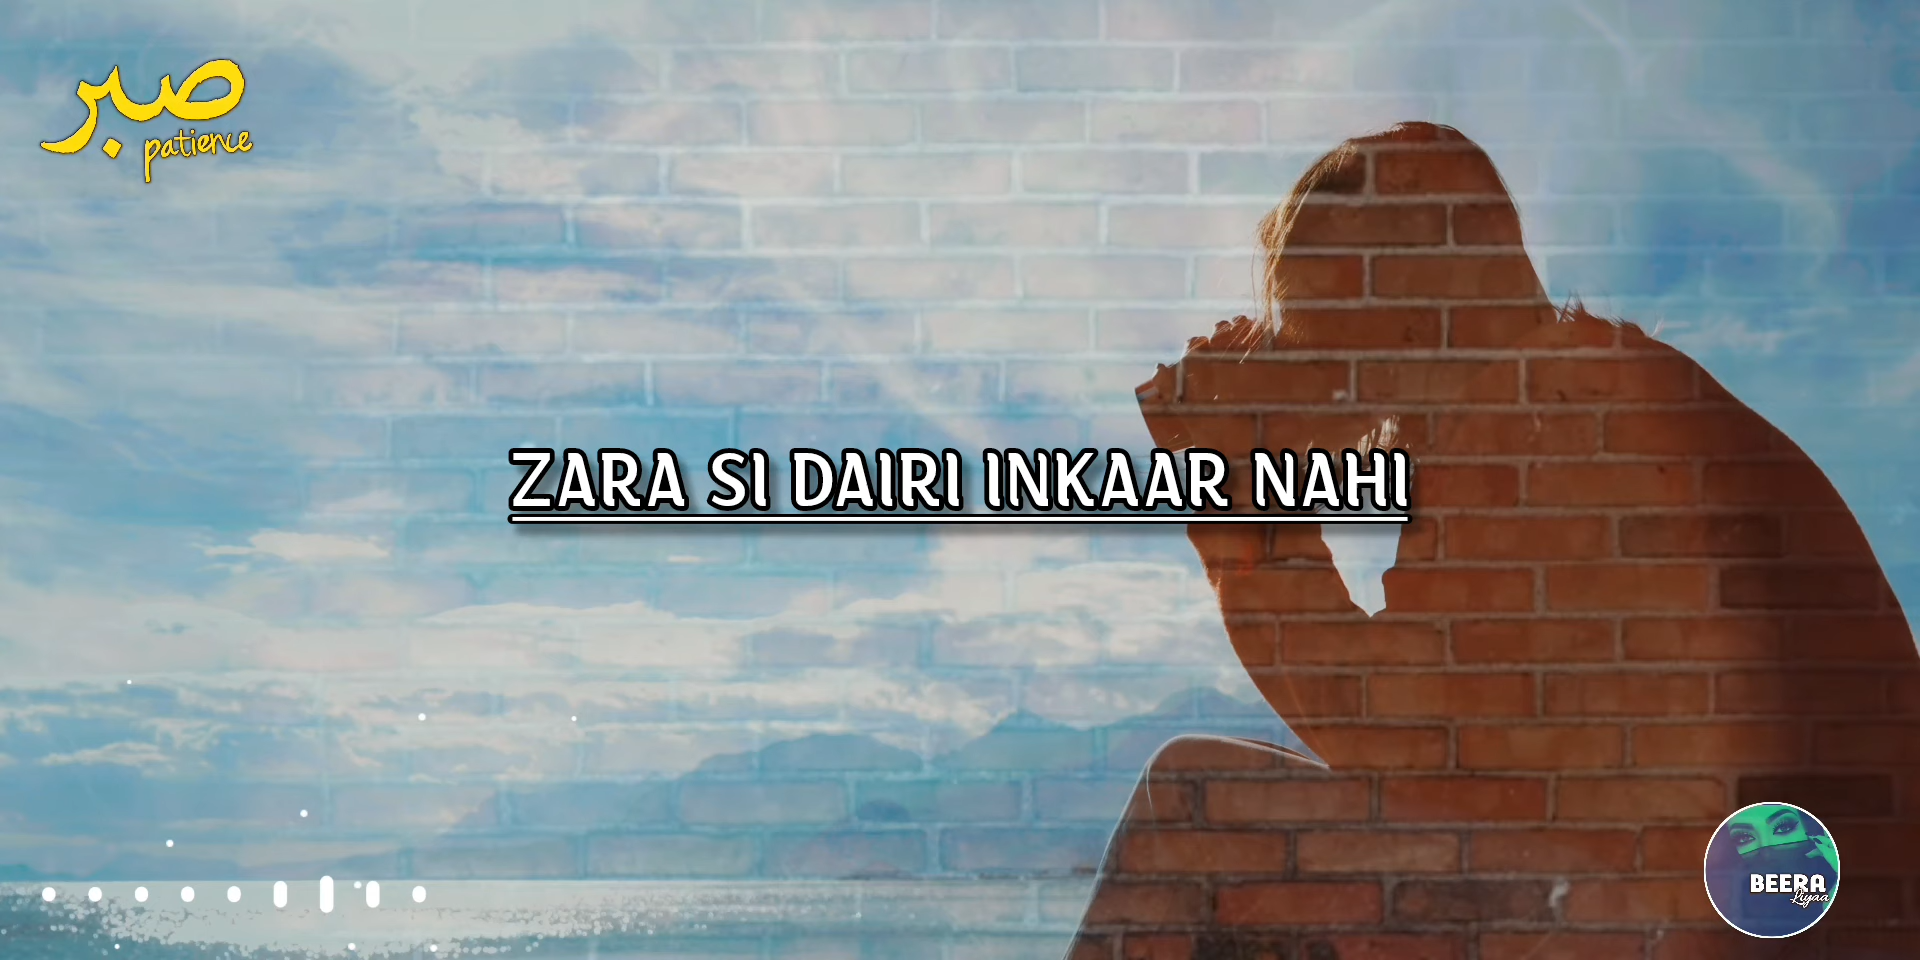 صبر
patience
ZARA SI DAIRI INKAAR NAHI
BEERA
Liyaa